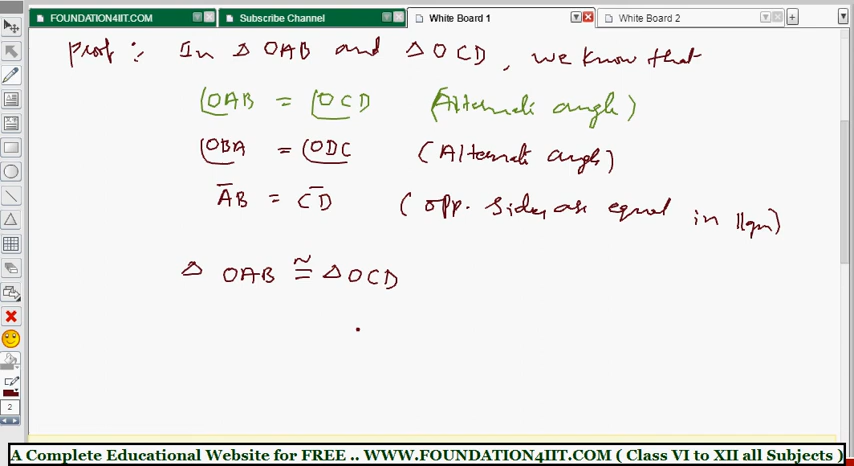 FOUNDATION4IIT.COM
Subscribe Channel
White Board 1
White Board 2
Proof :- In Δ OAB and Δ OCD, we know that
∠OAB = ∠OCD (Alternate angle)
∠OBA = ∠ODC (Alternate angle)
A̅B = CD̅ (opp. sides are equal in ||gm)
Δ OAB ≅ Δ OCD
2
A Complete Educational Website for FREE .. WWW.FOUNDATION4IIT.COM ( Class VI to XII all Subjects )